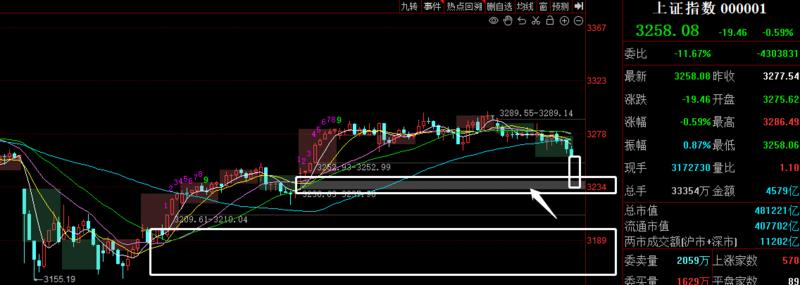 九转 事件 热点回溯 删自选 均线 窗 预测
上证指数 000001
3258.08 -19.46 -0.59%
委比 -11.67% -4303831
最新 3258.08 昨收 3277.54
涨跌 -19.46 开盘 3275.62
涨幅 -0.59% 最高 3286.49
振幅 0.87% 最低 3258.06
现手 3172730 量比 1.10
总手 33354万 金额 4579亿
总市值 481221亿
流通市值 407702亿
两市成交额(沪市+深市) 11202亿
委卖量 2059万 上涨家数 570
委买量 1629万 平盘家数 89
3367
3323
3278
3234
3189
3289.55-3289.14
3252.93-3252.99
3209.61-3210.04
3155.19
1 2 3 4 5 6 7 8 9